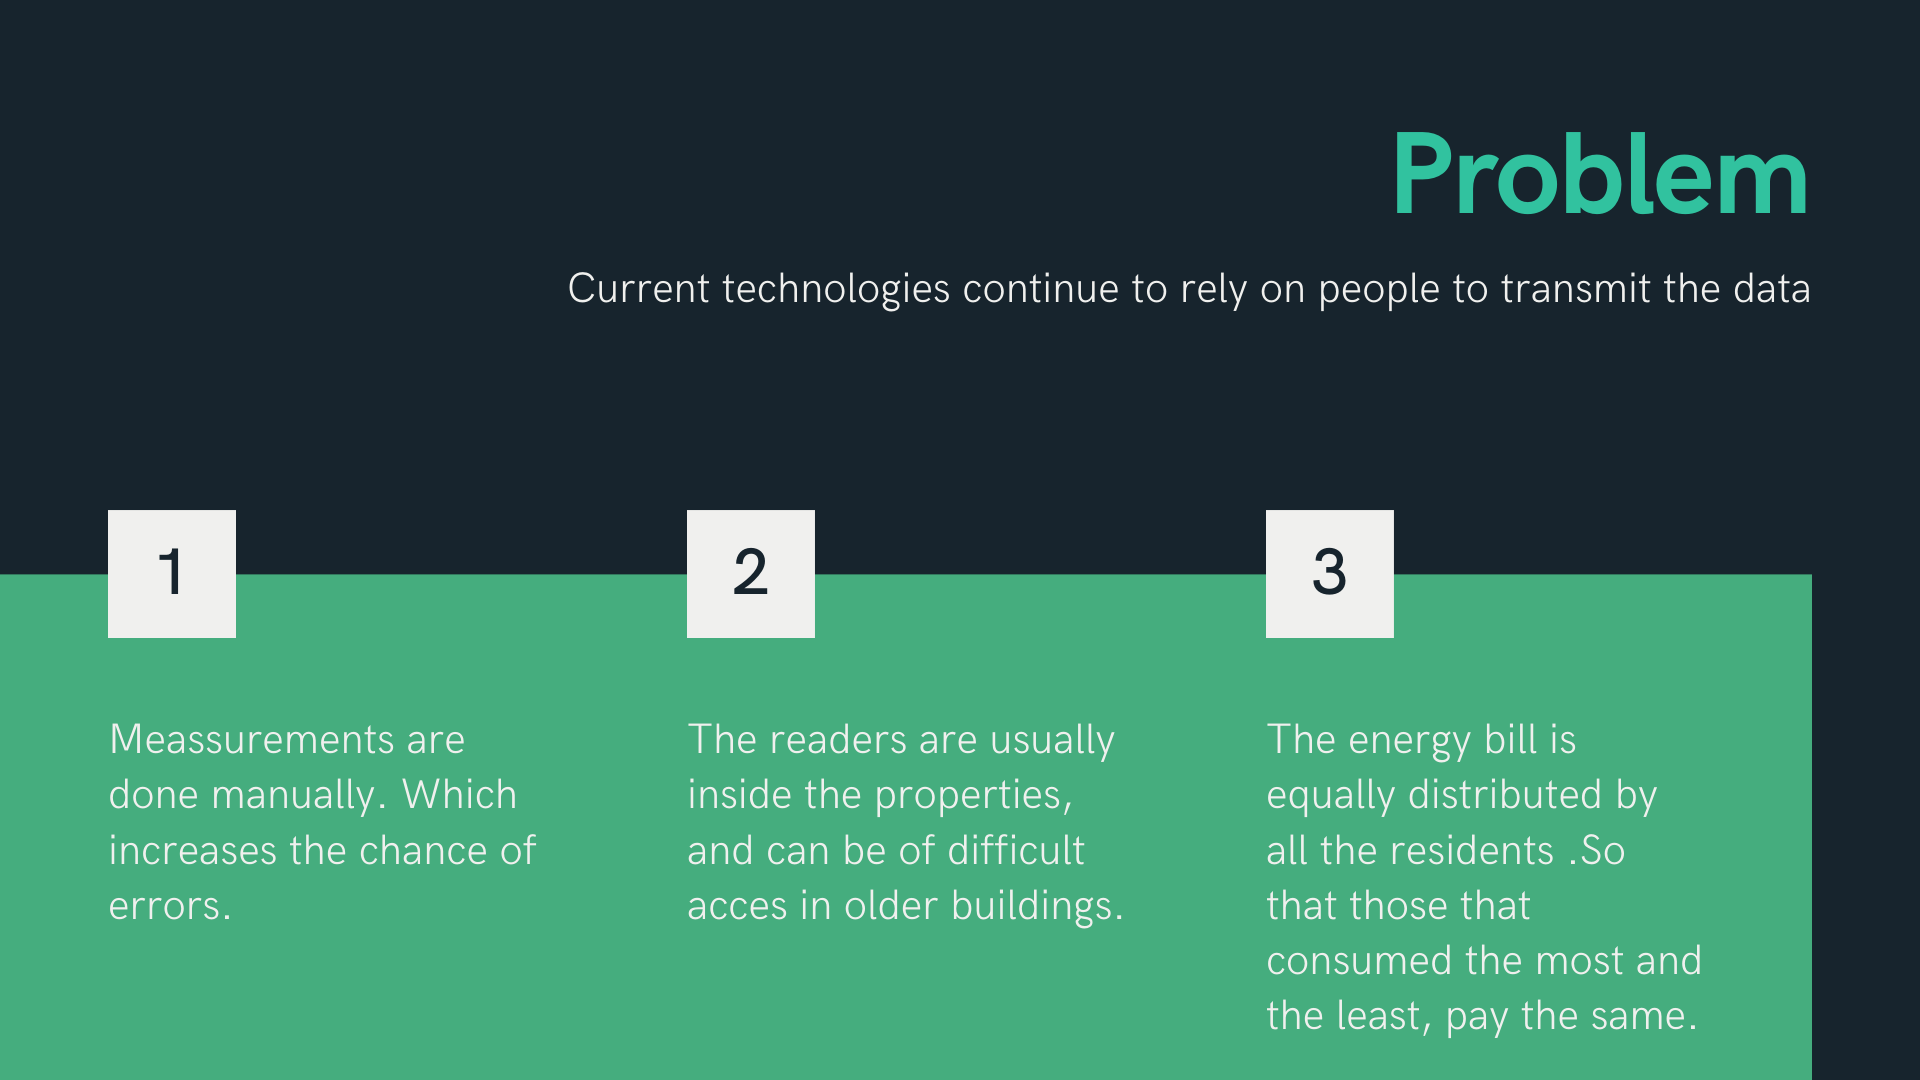 Problem
Current technologies continue to rely on people to transmit the data
1
Meassurements are
done manually. Which
increases the chance of
errors.
2
The readers are usually
inside the properties,
and can be of difficult
acces in older buildings.
3
The energy bill is
equally distributed by
all the residents .So
that those that
consumed the most and
the least, pay the same.